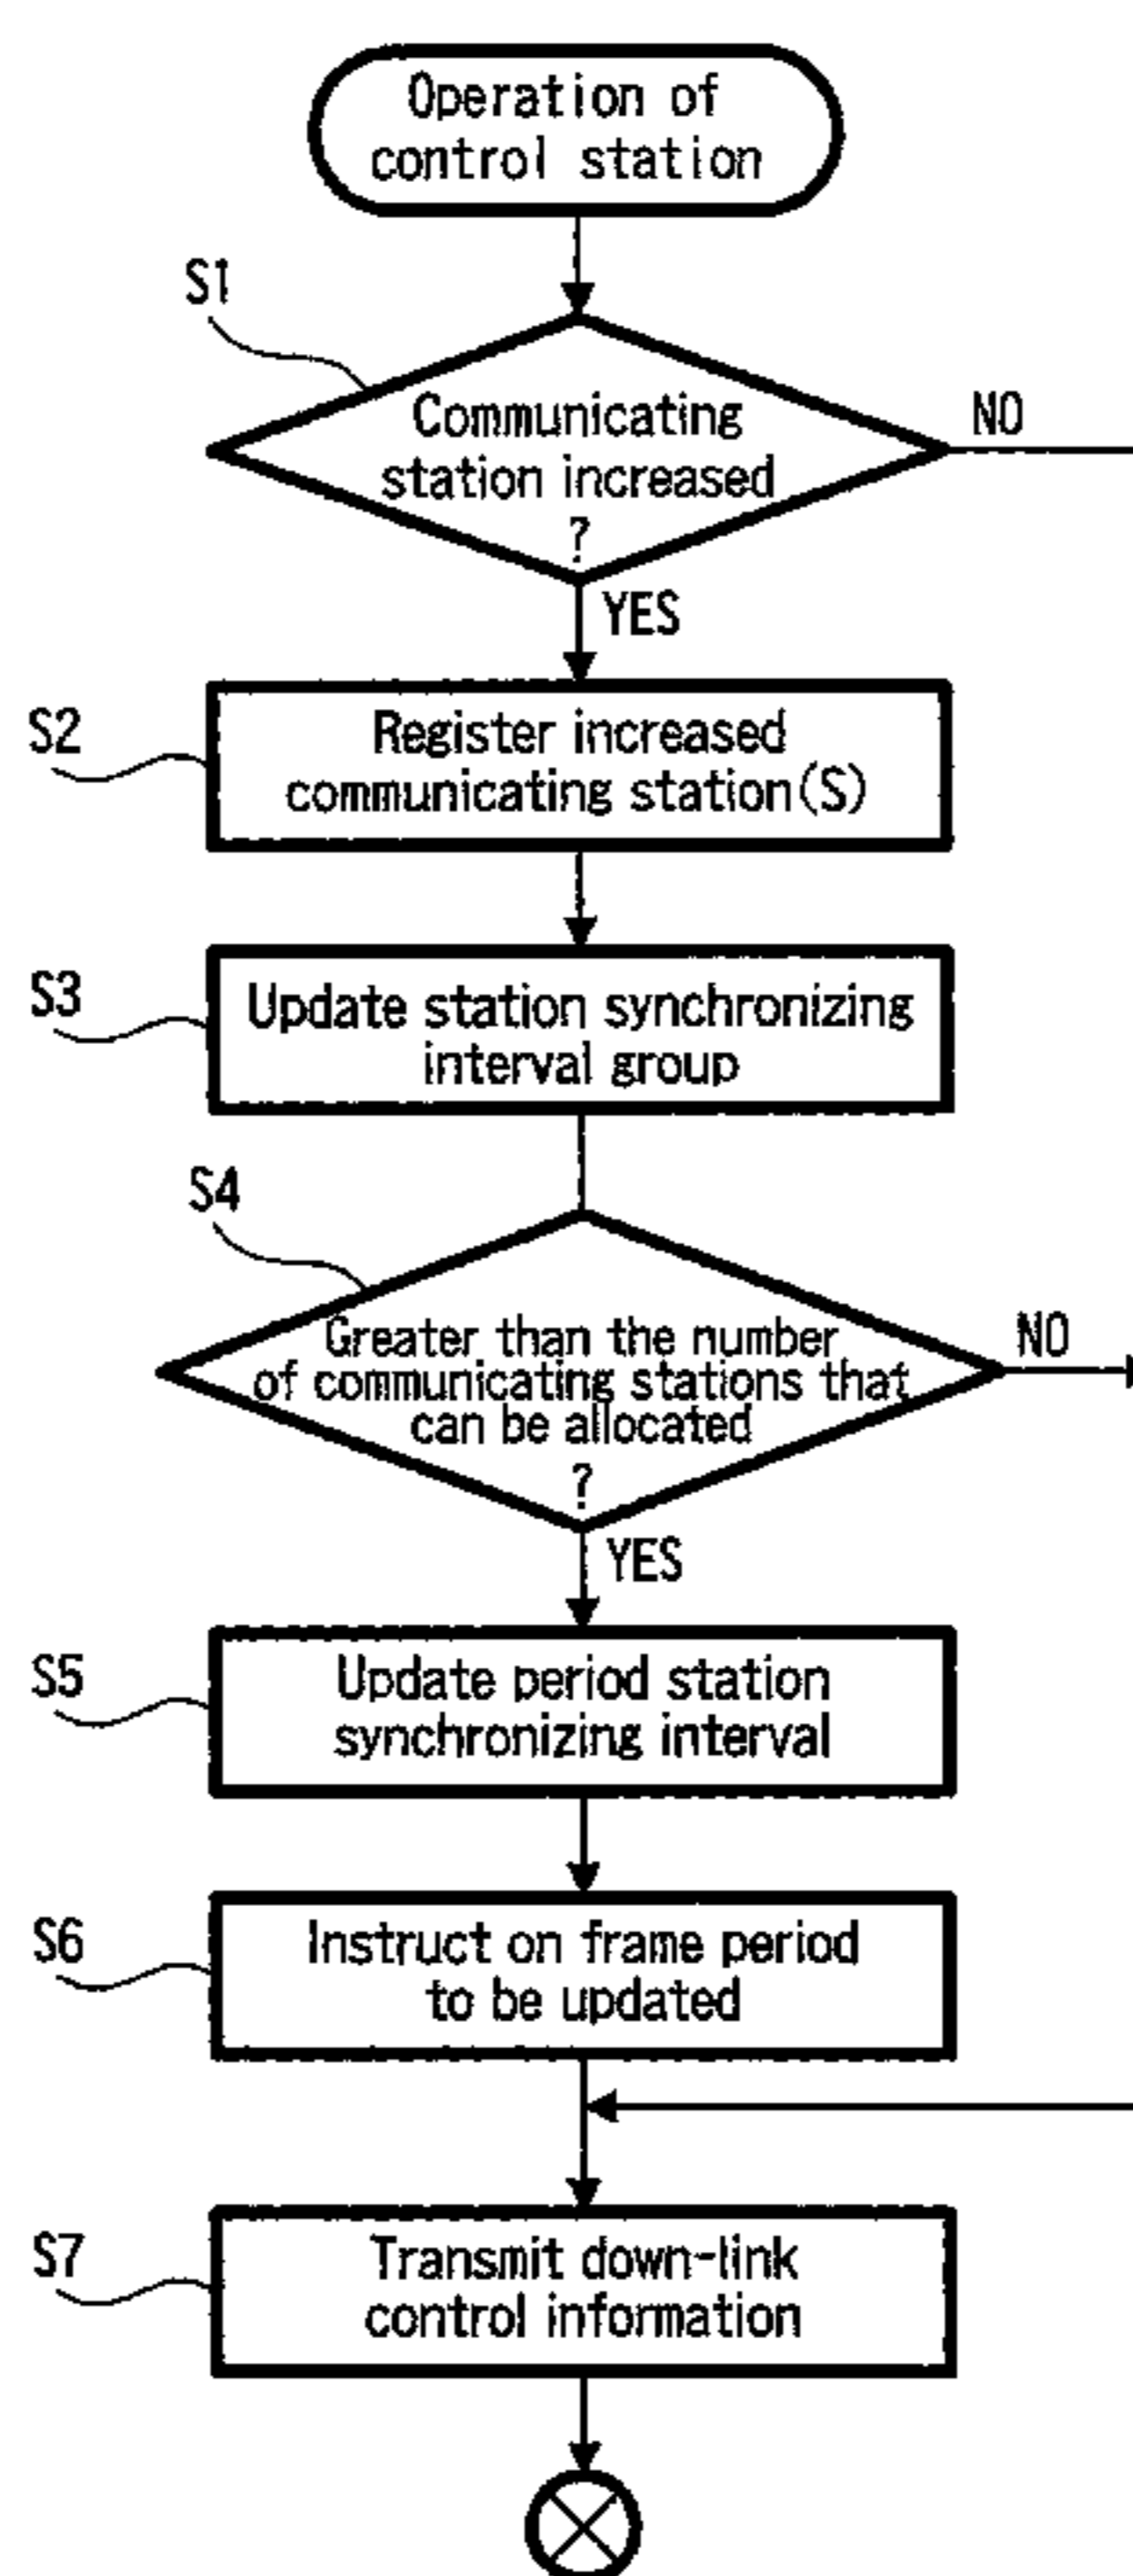 Operation of
control station
S1
Communicating
station increased
?
NO
YES
S2
Register increased
communicating station(S)
S3
Update station synchronizing
interval group
S4
Greater than the number
of communicating stations that
can be allocated
?
NO
YES
S5
Update period station
synchronizing interval
S6
Instruct on frame period
to be updated
S7
Transmit down-link
control information